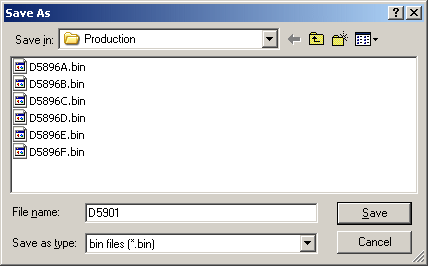 Save As
Save in: Production
D5896A.bin
D5896B.bin
D5896C.bin
D5896D.bin
D5896E.bin
D5896F.bin
File name: D5901 Save
Save as type: bin files (*.bin) Cancel